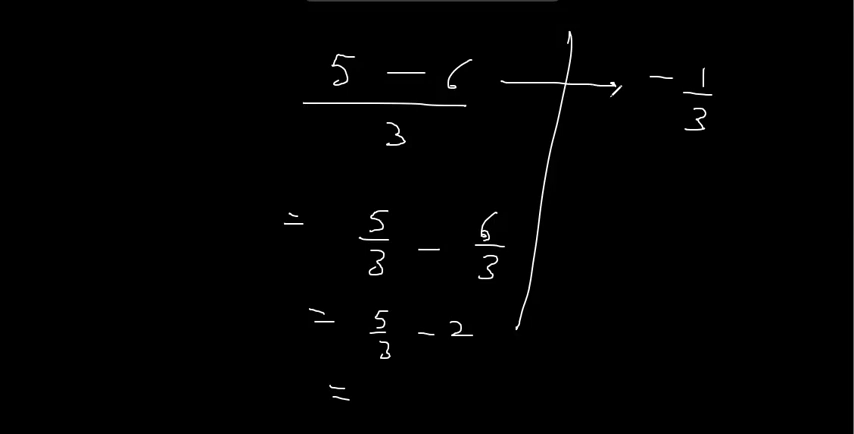 (5 − 6)/3 → − 1/3
= 5/3 − 6/3
= 5/3 − 2
=